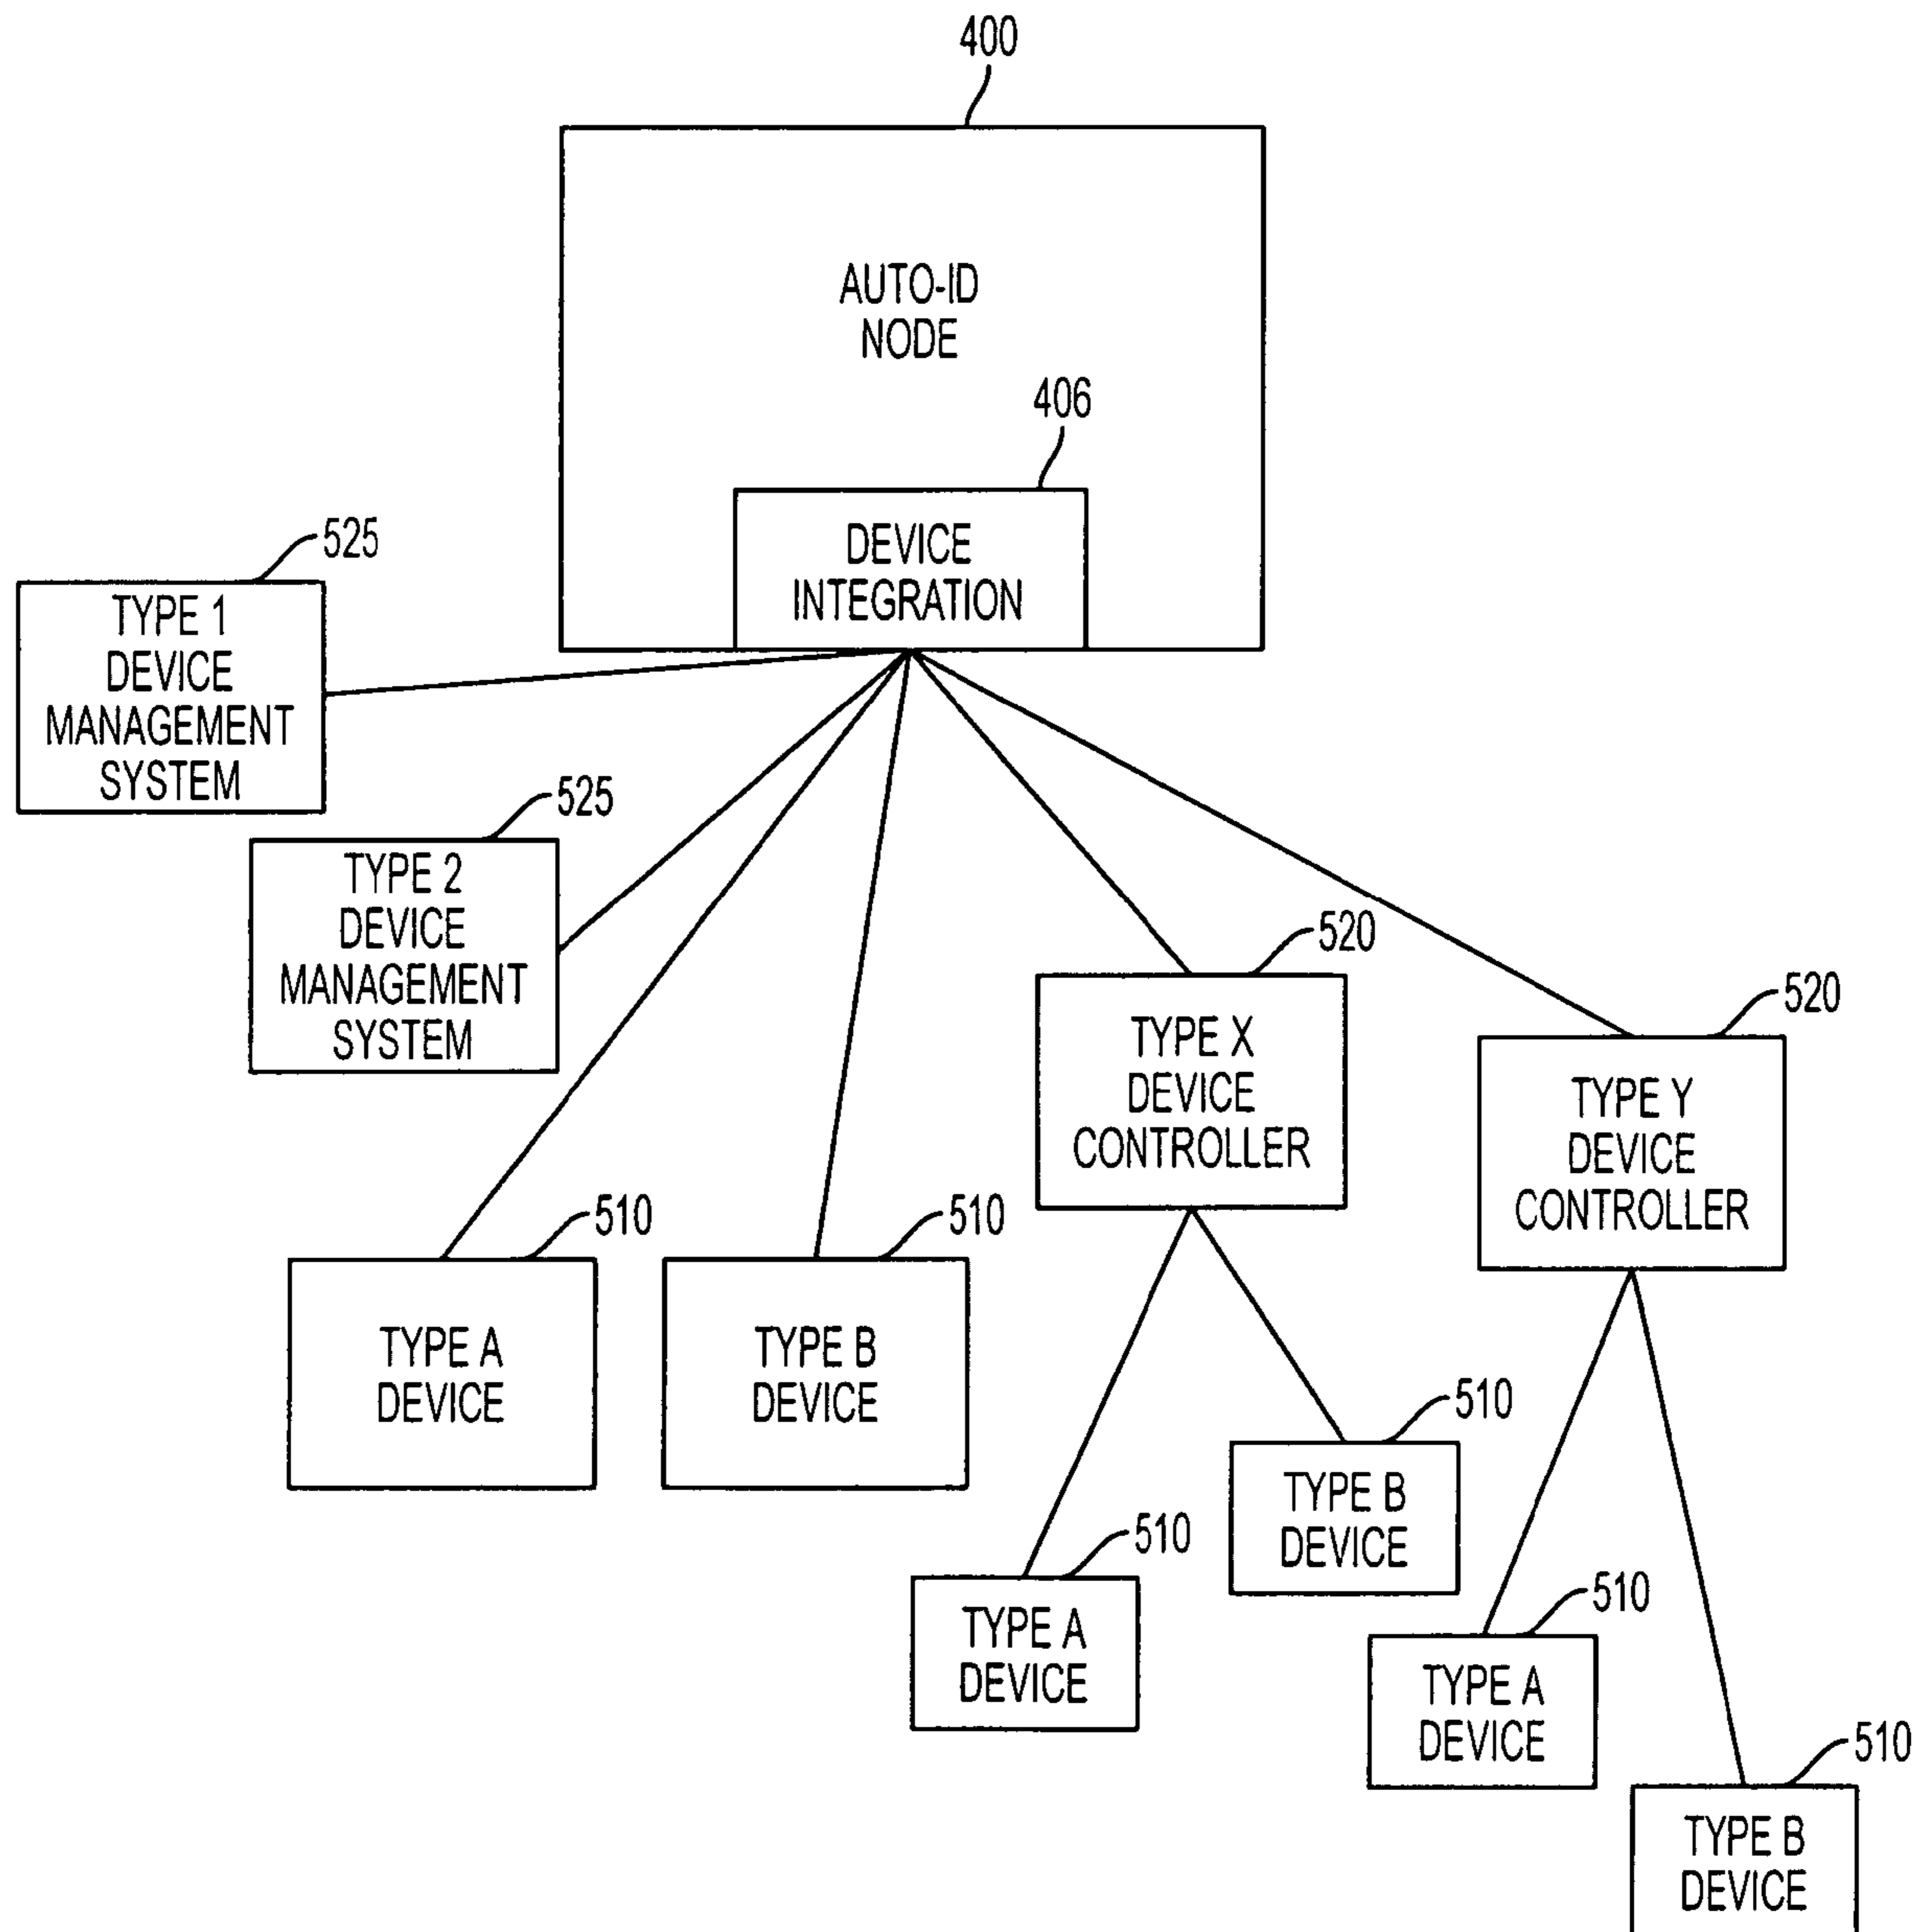 400
AUTO-ID
NODE
406
DEVICE
INTEGRATION
525
TYPE 1
DEVICE
MANAGEMENT
SYSTEM
525
TYPE 2
DEVICE
MANAGEMENT
SYSTEM
520
TYPE X
DEVICE
CONTROLLER
520
TYPE Y
DEVICE
CONTROLLER
510
TYPE A
DEVICE
510
TYPE B
DEVICE
510
TYPE B
DEVICE
510
TYPE A
DEVICE
510
TYPE A
DEVICE
510
TYPE B
DEVICE